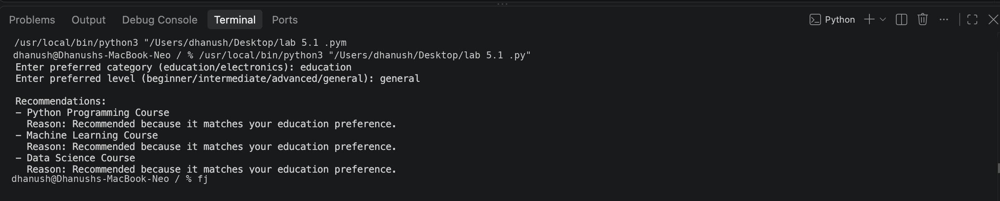 Problems Output Debug Console Terminal Ports Python
/usr/local/bin/python3 "/Users/dhanush/Desktop/lab 5.1 .pym
dhanush@Dhanushs-MacBook-Neo / % /usr/local/bin/python3 "/Users/dhanush/Desktop/lab 5.1 .py"
Enter preferred category (education/electronics): education
Enter preferred level (beginner/intermediate/advanced/general): general
Recommendations:
- Python Programming Course
Reason: Recommended because it matches your education preference.
- Machine Learning Course
Reason: Recommended because it matches your education preference.
- Data Science Course
Reason: Recommended because it matches your education preference.
dhanush@Dhanushs-MacBook-Neo / % fj